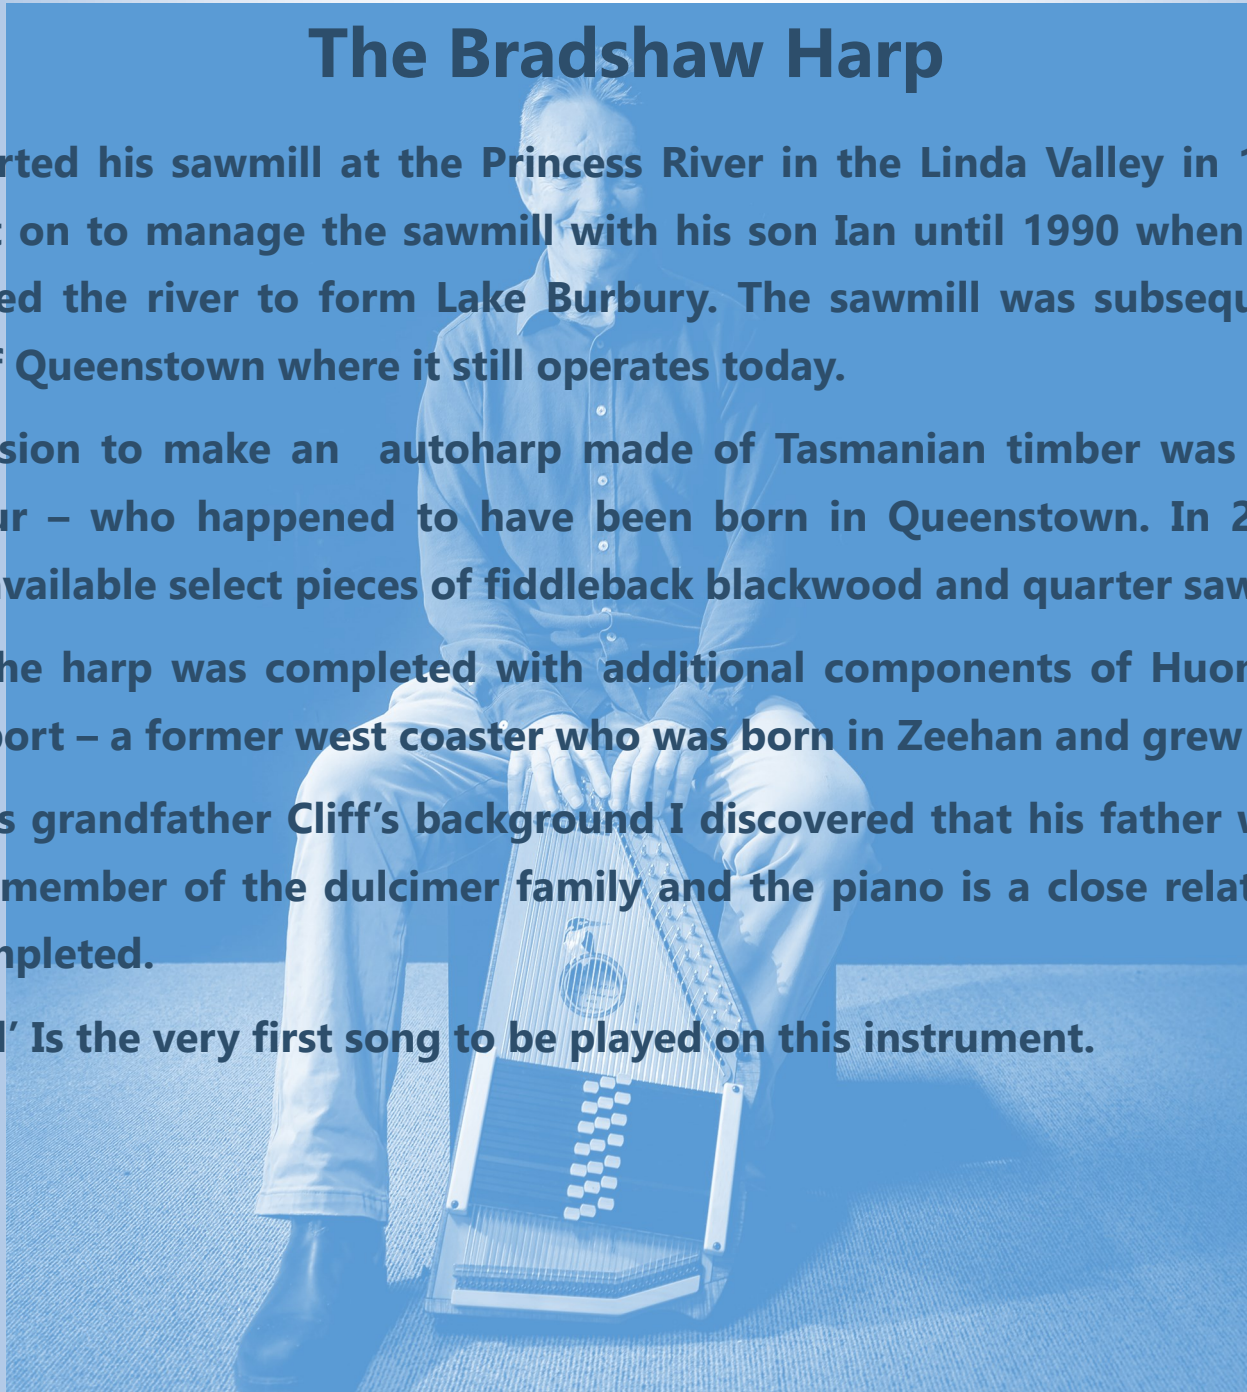 The Bradshaw Harp
rted his sawmill at the Princess River in the Linda Valley in 1
t on to manage the sawmill with his son Ian until 1990 when
ed the river to form Lake Burbury. The sawmill was subsequ
f Queenstown where it still operates today.
sion to make an autoharp made of Tasmanian timber was
ur – who happened to have been born in Queenstown. In 2
available select pieces of fiddleback blackwood and quarter saw
he harp was completed with additional components of Huon
port – a former west coaster who was born in Zeehan and grew
s grandfather Cliff’s background I discovered that his father w
member of the dulcimer family and the piano is a close relat
mpleted.
l’ Is the very first song to be played on this instrument.